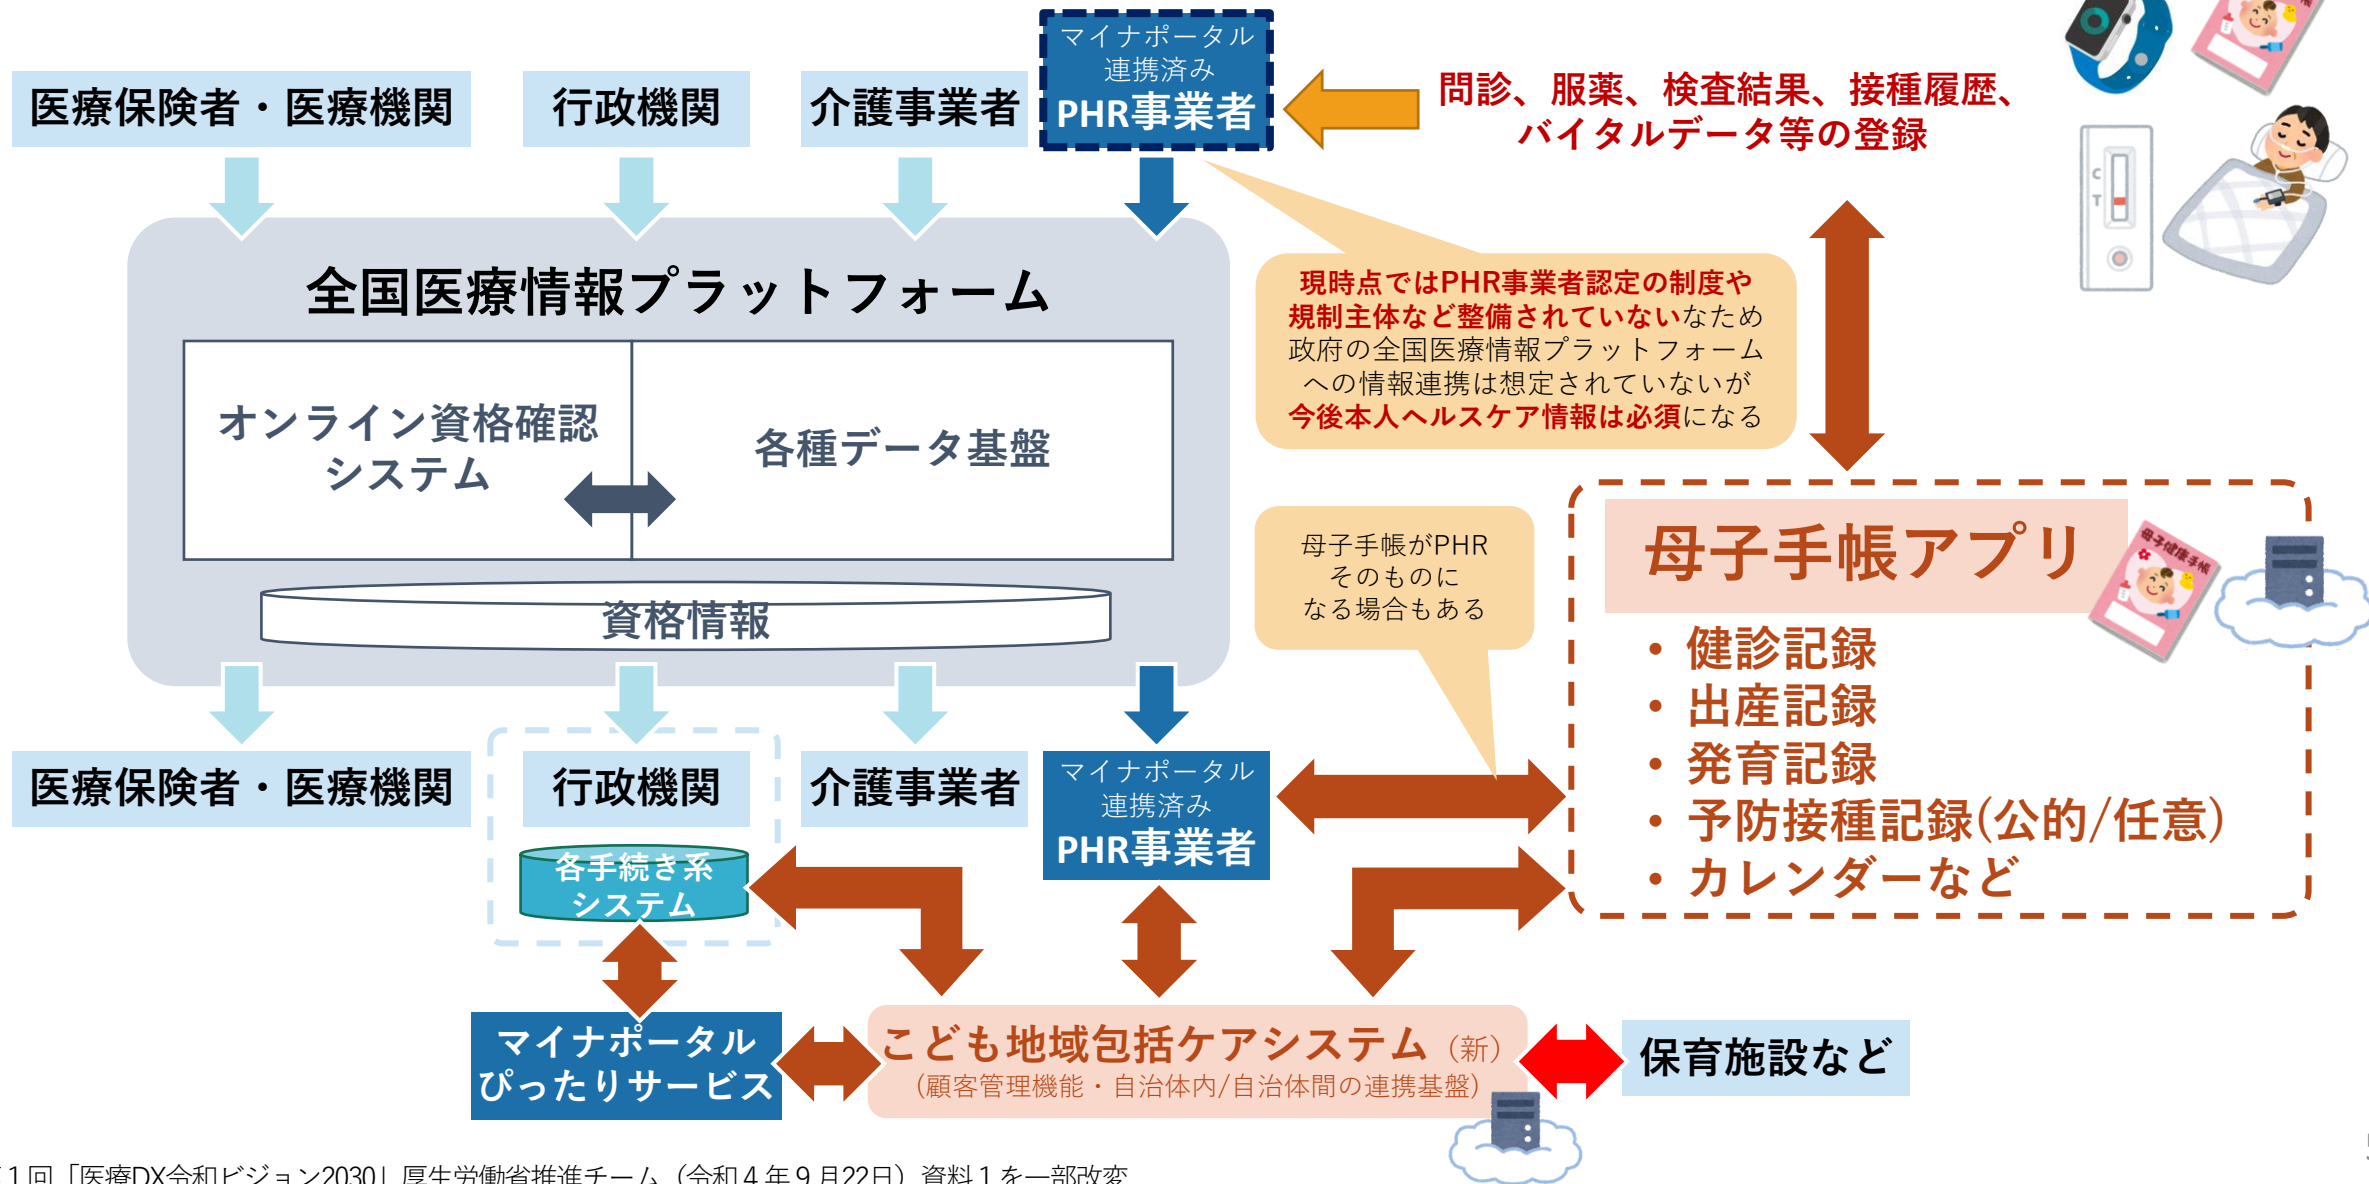 マイナポータル
連携済み
PHR事業者
医療保険者・医療機関
行政機関
介護事業者
問診、服薬、検査結果、接種履歴、
バイタルデータ等の登録
C
T
全国医療情報プラットフォーム
オンライン資格確認
システム
各種データ基盤
資格情報
現時点ではPHR事業者認定の制度や
規制主体など整備されていないなため
政府の全国医療情報プラットフォーム
への情報連携は想定されていないが
今後本人ヘルスケア情報は必須になる
母子手帳がPHR
そのものに
なる場合もある
母子手帳アプリ
母子健康手帳
・健診記録
・出産記録
・発育記録
・予防接種記録(公的/任意)
・カレンダーなど
医療保険者・医療機関
行政機関
介護事業者
マイナポータル
連携済み
PHR事業者
各手続き系
システム
マイナポータル
ぴったりサービス
こども地域包括ケアシステム（新）
（顧客管理機能・自治体内/自治体間の連携基盤）
保育施設など
1回「医療DX令和ビジョン2030」厚生労働省推進チーム（令和４年９月22日）資料１を一部改変